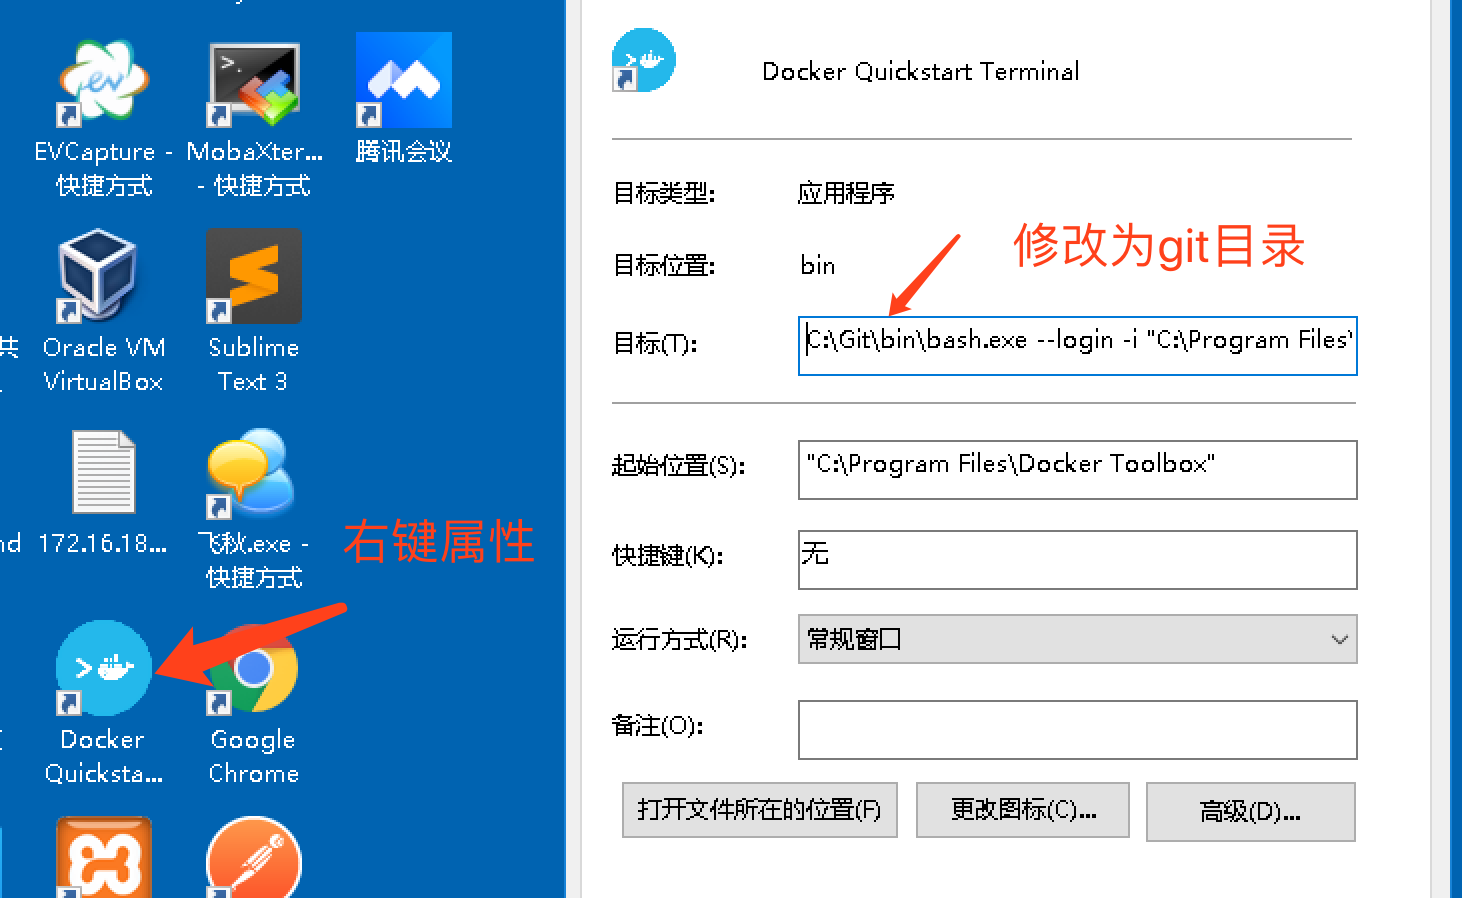 EVCapture -
快捷方式
MobaXter...
- 快捷方式
腾讯会议
Oracle VM
VirtualBox
Sublime
Text 3
共
172.16.18...
nd
飞秋.exe -
快捷方式
右键属性
Docker
Quicksta...
Google
Chrome
Docker Quickstart Terminal
目标类型:
应用程序
目标位置:
bin
修改为git目录
目标(T):
C:\Git\bin\bash.exe --login -i "C:\Program Files\
起始位置(S):
"C:\Program Files\Docker Toolbox"
快捷键(K):
无
运行方式(R):
常规窗口
备注(O):
打开文件所在的位置(F)
更改图标(C)...
高级(D)...